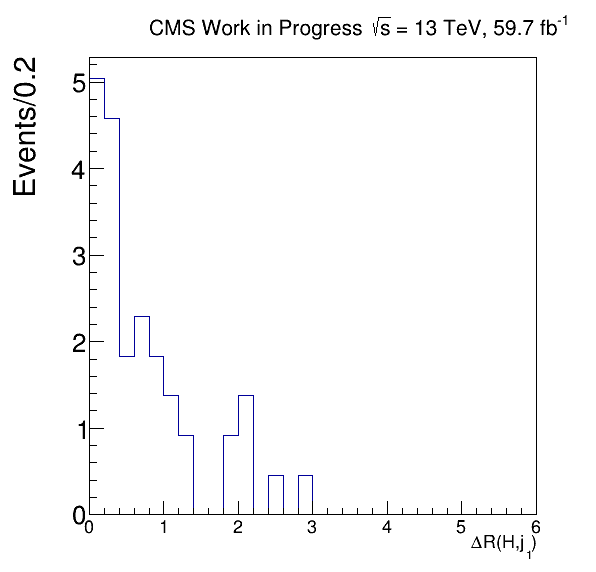 CMS Work in Progress √s = 13 TeV, 59.7 fb⁻¹
Events/0.2
5
4
3
2
1
0
0 1 2 3 4 5 6
ΔR(H,j₁)